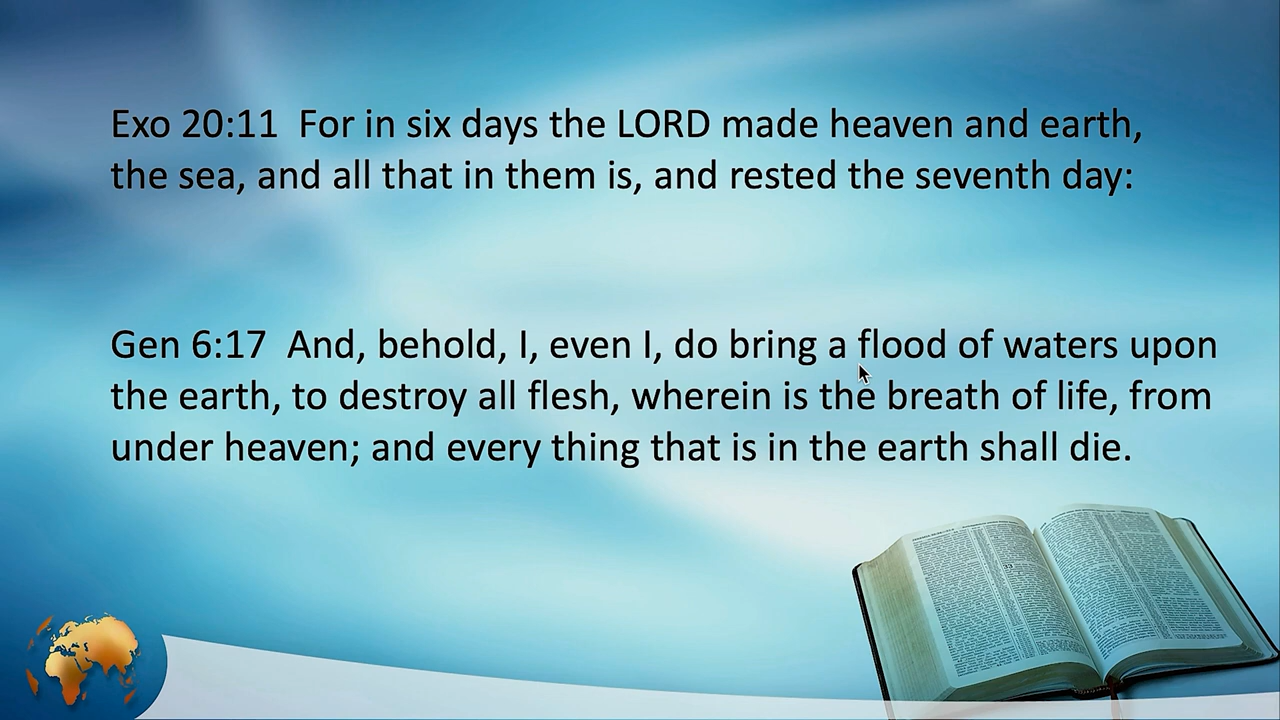 Exo 20:11  For in six days the LORD made heaven and earth,
the sea, and all that in them is, and rested the seventh day:
Gen 6:17  And, behold, I, even I, do bring a flood of waters upon
the earth, to destroy all flesh, wherein is the breath of life, from
under heaven; and every thing that is in the earth shall die.